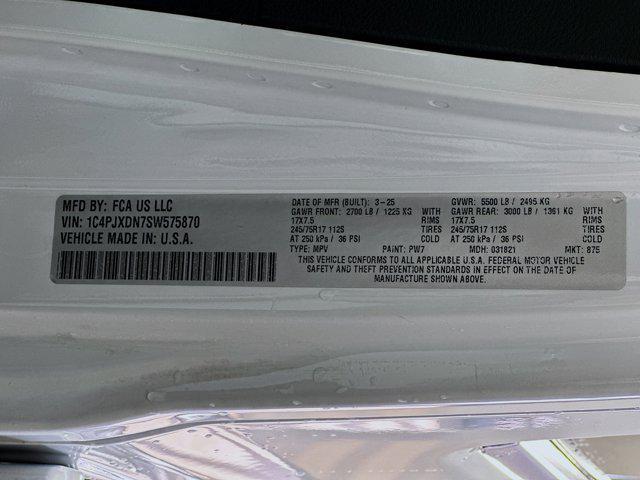 MFD BY: FCA US LLC
VIN: 1C4PJXDN7SW575870
VEHICLE MADE IN: U.S.A.
DATE OF MFR (BUILT): 3-25
GAWR FRONT: 2700 LB / 1225 KG WITH
17X7.5 RIMS
245/75R17 112S TIRES
AT 250 kPa / 36 PSI COLD
TYPE: MPV PAINT: PW7
GVWR: 5500 LB / 2495 KG
GAWR REAR: 3000 LB / 1361 KG WITH
17X7.5 RIMS
245/75R17 112S TIRES
AT 250 kPa / 36 PSI COLD
MDH: 031821 MKT: 875
THIS VEHICLE CONFORMS TO ALL APPLICABLE U.S.A. FEDERAL MOTOR VEHICLE
SAFETY AND THEFT PREVENTION STANDARDS IN EFFECT ON THE DATE OF
MANUFACTURE SHOWN ABOVE.